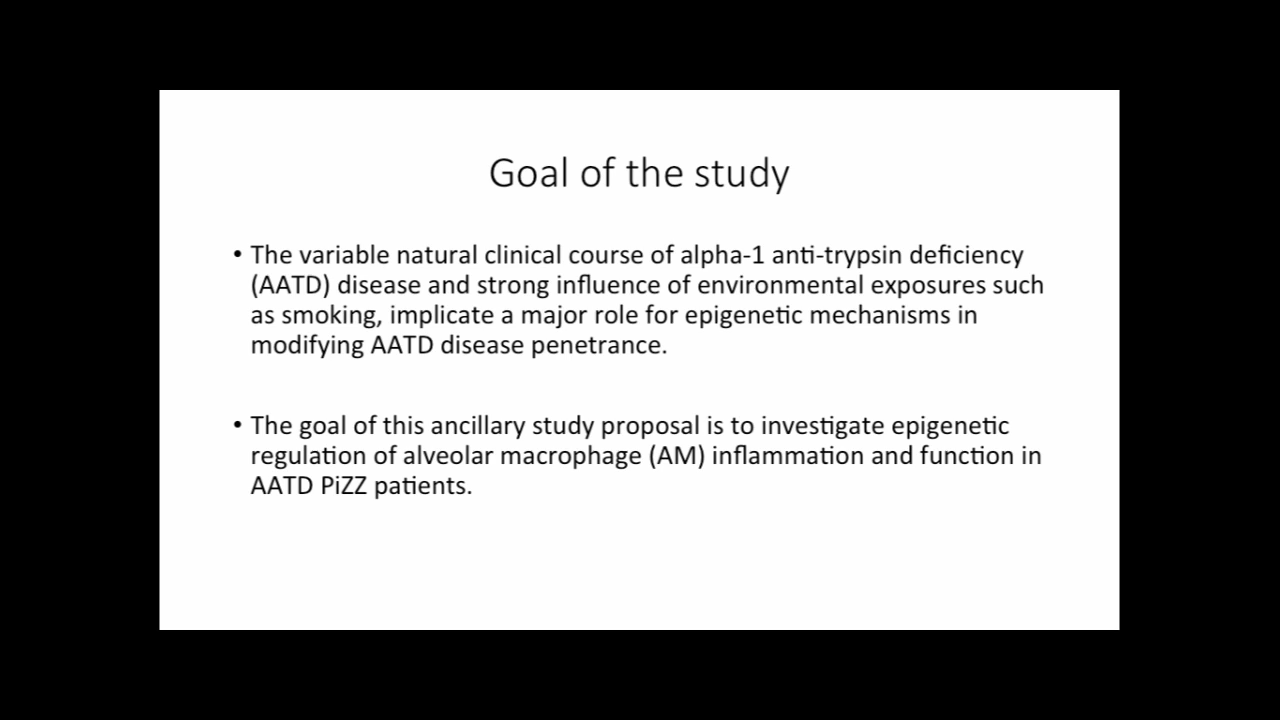 Goal of the study
• The variable natural clinical course of alpha-1 anti-trypsin deficiency
(AATD) disease and strong influence of environmental exposures such
as smoking, implicate a major role for epigenetic mechanisms in
modifying AATD disease penetrance.
• The goal of this ancillary study proposal is to investigate epigenetic
regulation of alveolar macrophage (AM) inflammation and function in
AATD PiZZ patients.